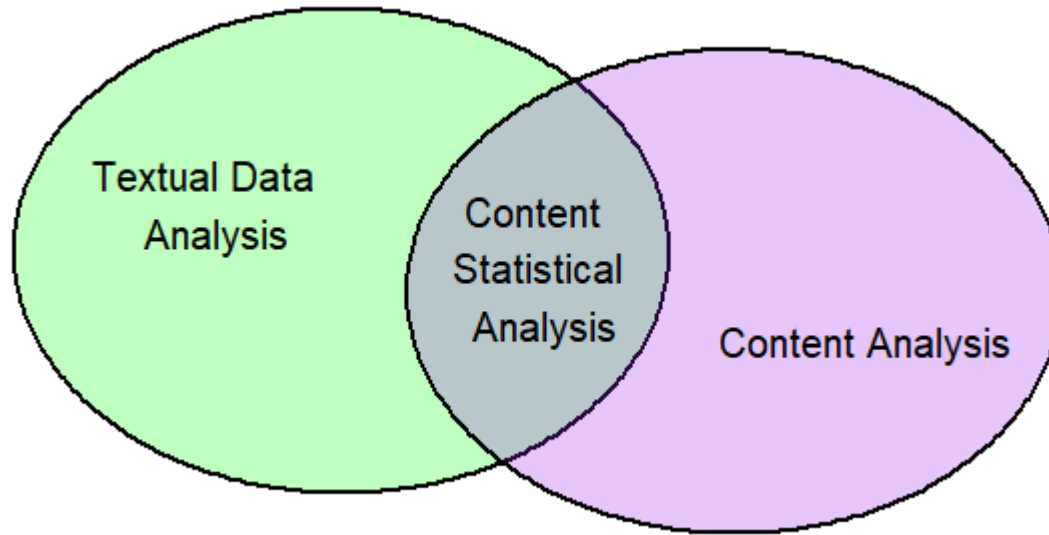 Textual Data
Analysis
Content
Statistical
Analysis
Content Analysis